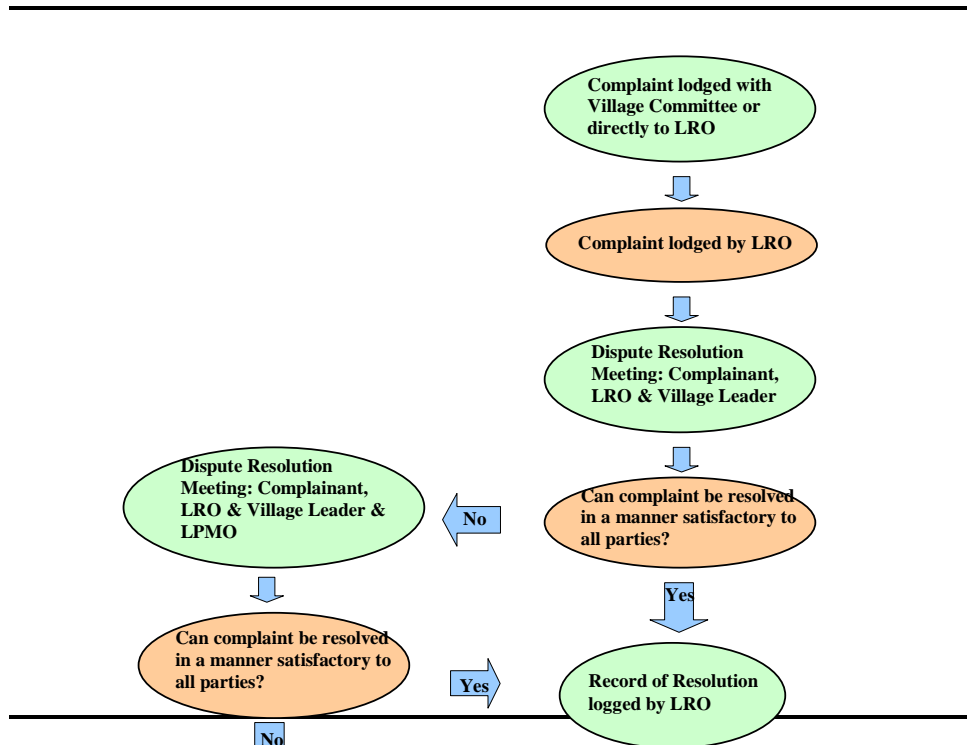 Complaint lodged with
Village Committee or
directly to LRO
Complaint lodged by LRO
Dispute Resolution
Meeting: Complainant,
LRO & Village Leader
Can complaint be resolved
in a manner satisfactory to
all parties?
No
Dispute Resolution
Meeting: Complainant,
LRO & Village Leader &
LPMO
Yes
Can complaint be resolved
in a manner satisfactory to
all parties?
Yes
Record of Resolution
logged by LRO
No